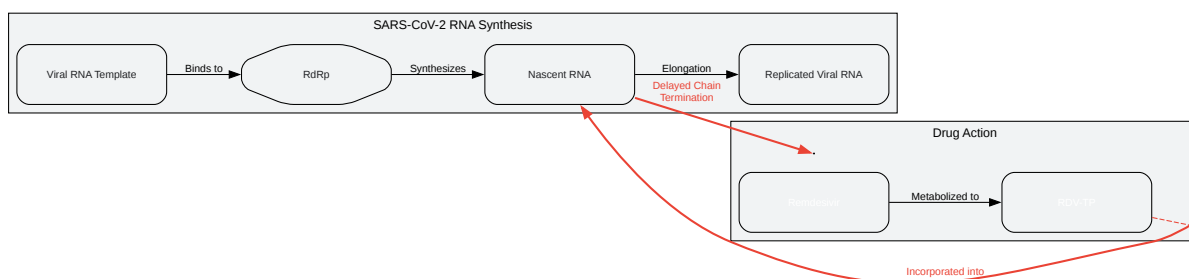 SARS-CoV-2 RNA Synthesis
Viral RNA Template
Binds to
RdRp
Synthesizes
Nascent RNA
Elongation
Replicated Viral RNA
Delayed Chain
Termination
Drug Action
Remdesivir
Metabolized to
RDV-TP
Incorporated into